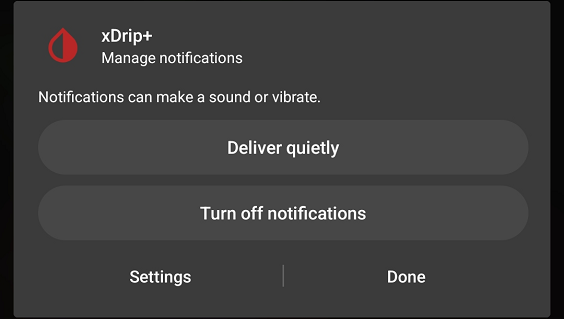 xDrip+
Manage notifications
Notifications can make a sound or vibrate.
Deliver quietly
Turn off notifications
Settings
Done